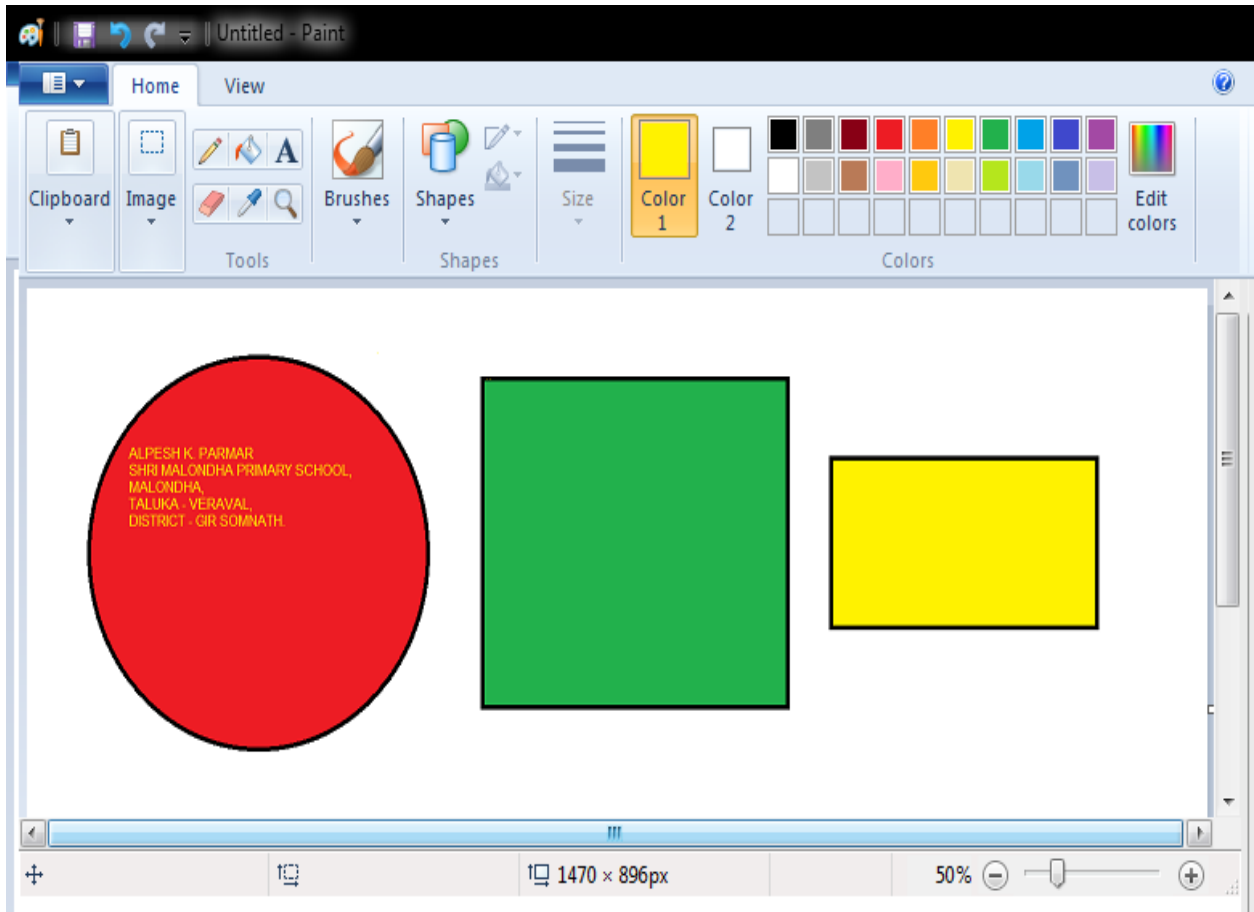 Untitled - Paint
Home
View
Clipboard
Image
A
Tools
Brushes
Shapes
Shapes
Size
Color 1
Color 2
Edit colors
Colors
ALPESH K. PARMAR
SHRI MALONDHA PRIMARY SCHOOL,
MALONDHA,
TALUKA - VERAVAL,
DISTRICT - GIR SOMNATH.
1470 × 896px
50%